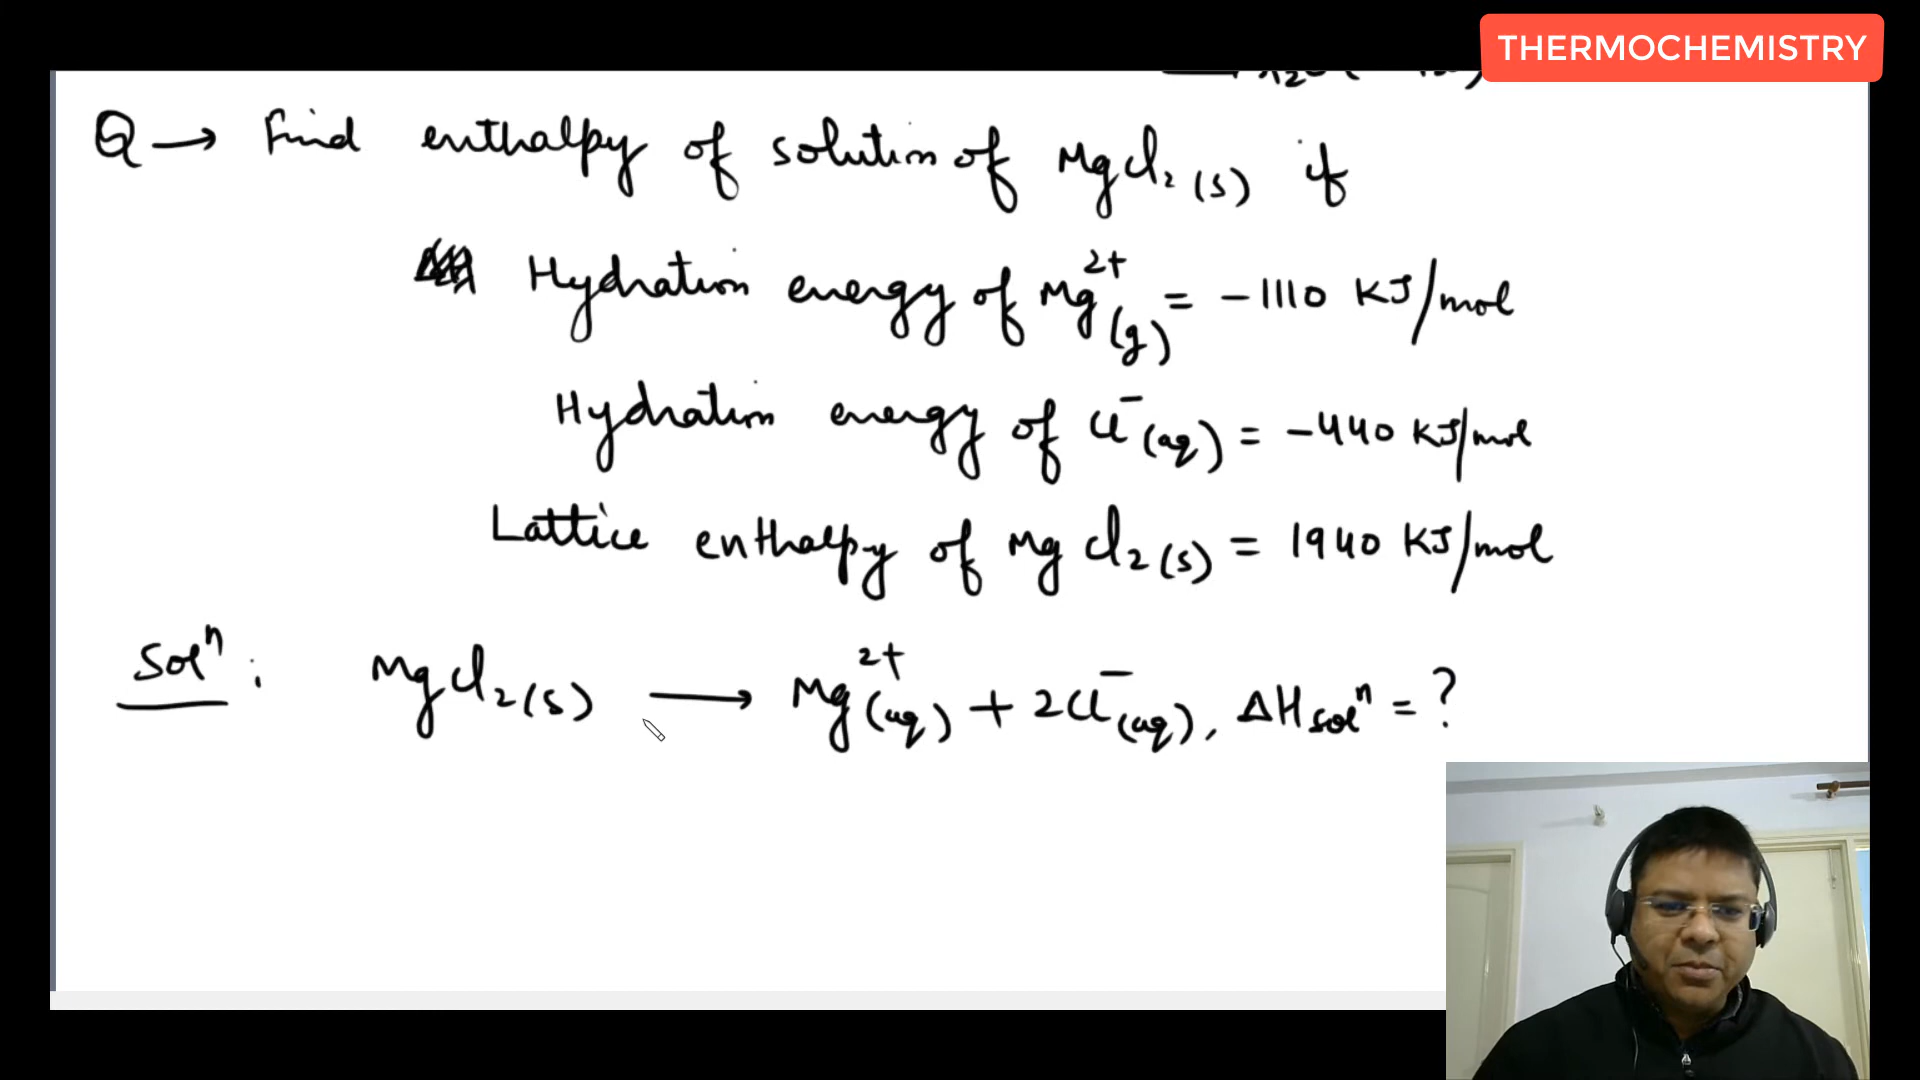 THERMOCHEMISTRY
Q → Find enthalpy of solution of MgCl₂(s) if
Hydration energy of Mg²⁺(g) = -1110 KJ/mol
Hydration energy of Cl⁻(aq) = -440 KJ/mol
Lattice enthalpy of MgCl₂(s) = 1940 KJ/mol
Solⁿ : MgCl₂(s) → Mg²⁺(aq) + 2Cl⁻(aq), ΔHsolⁿ = ?